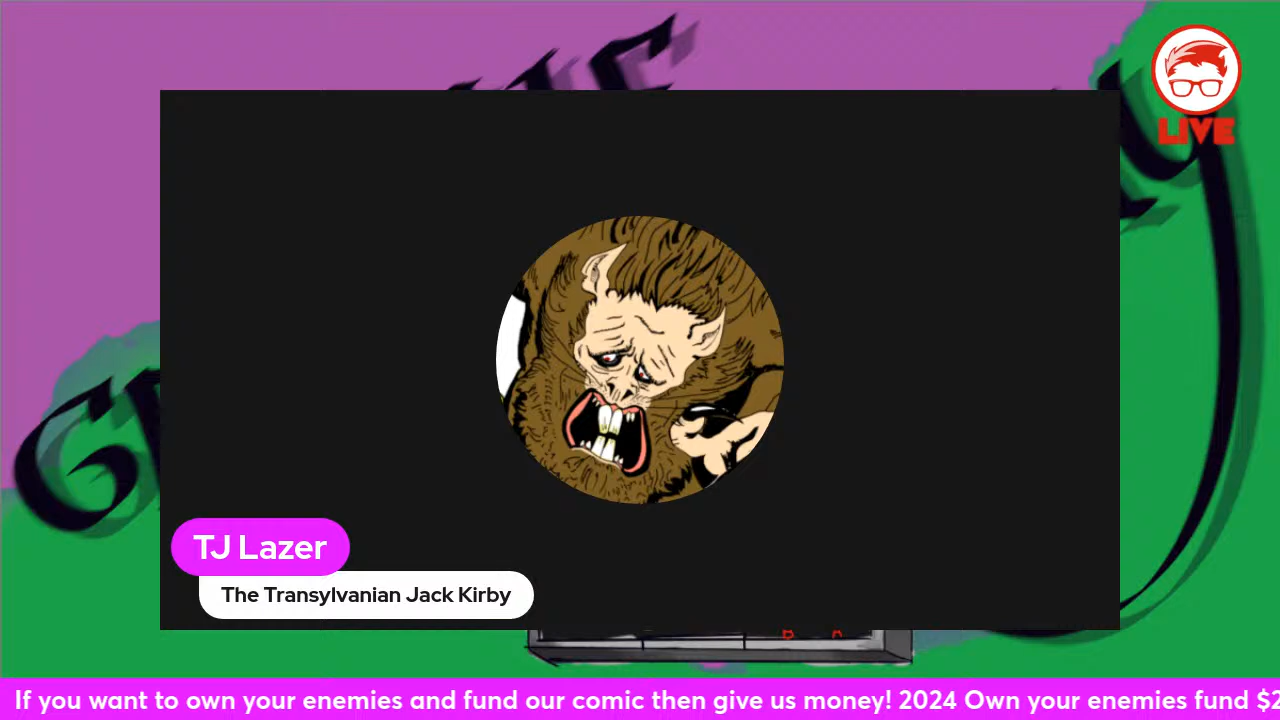 LIVE
TJ Lazer
The Transylvanian Jack Kirby
B A
If you want to own your enemies and fund our comic then give us money! 2024 Own your enemies fund $2